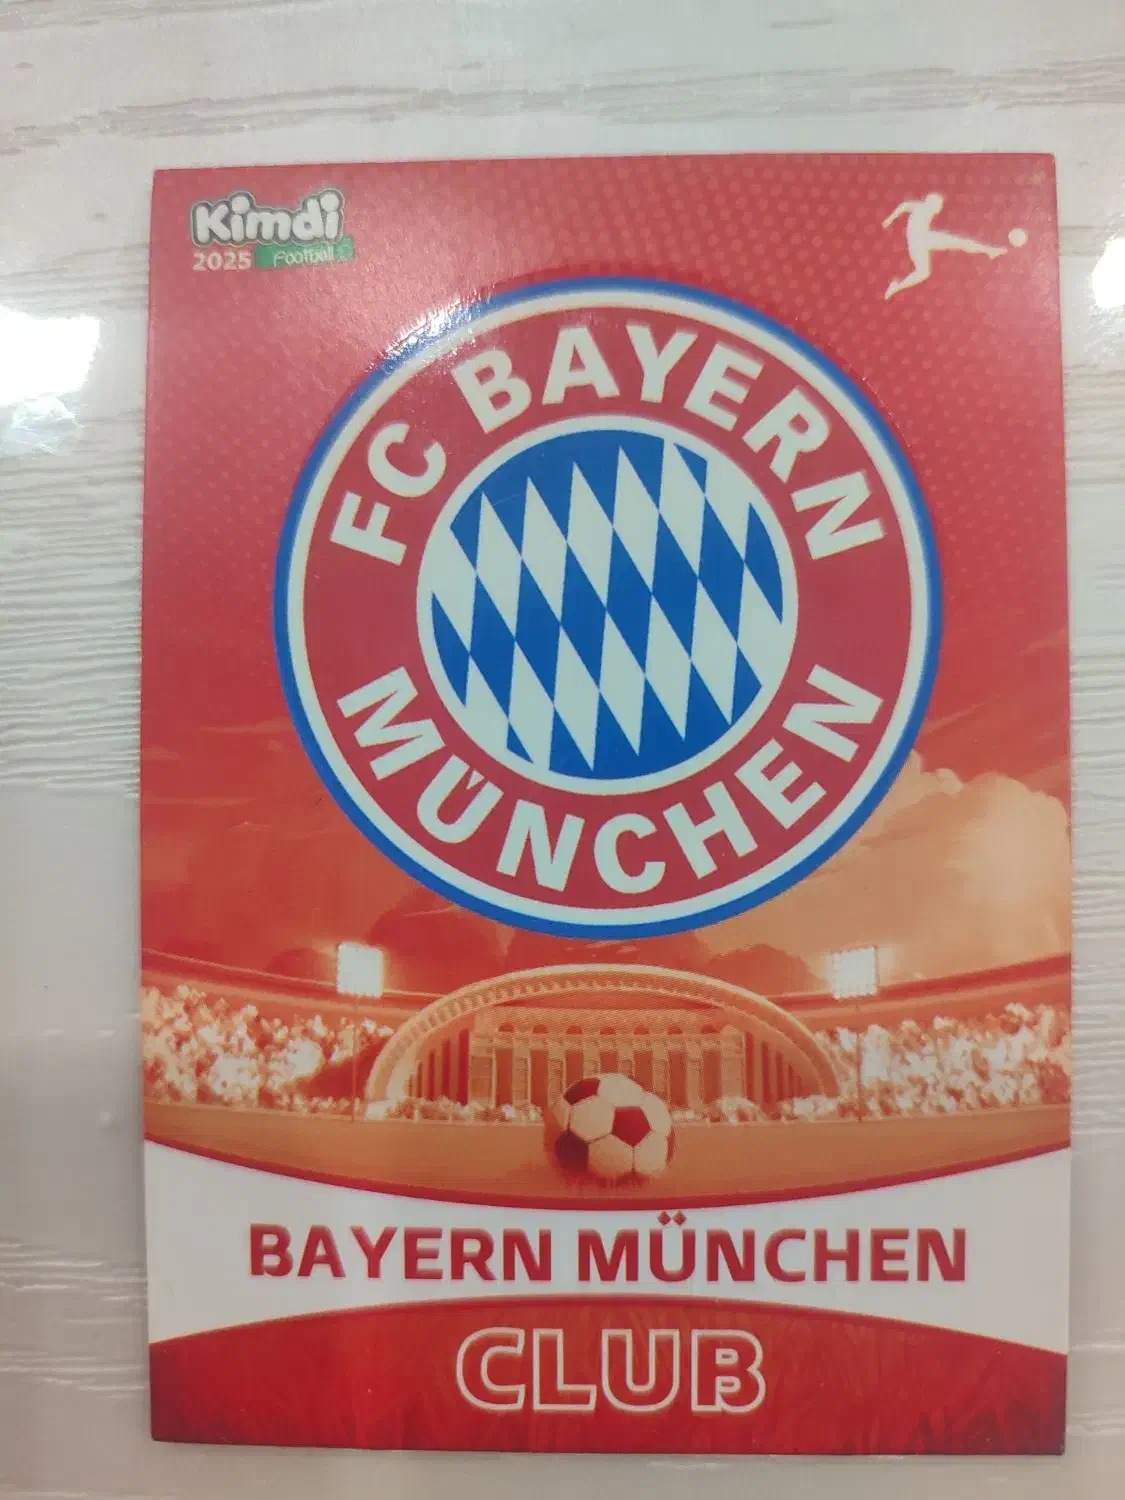 Kimdi
2025 Football
FC BAYERN
MÜNCHEN
BAYERN MÜNCHEN
CLUB